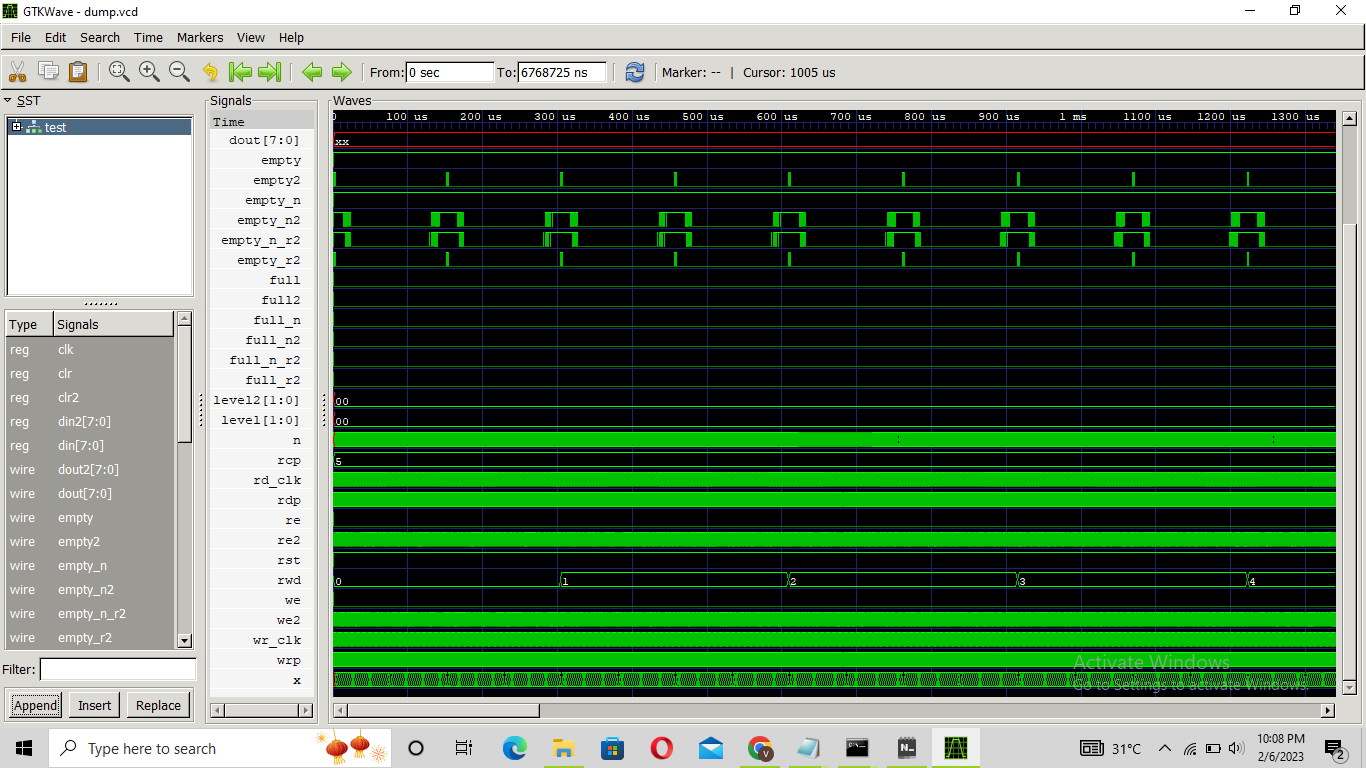 GTKWave - dump.vcd
File Edit Search Time Markers View Help
From: 0 sec To: 6768725 ns Marker: -- | Cursor: 1005 us
SST
test
Type Signals
reg clk
reg clr
reg clr2
reg din2[7:0]
reg din[7:0]
wire dout2[7:0]
wire dout[7:0]
wire empty
wire empty2
wire empty_n
wire empty_n2
wire empty_n_r2
wire empty_r2
Filter:
Append Insert Replace
Signals
Time
dout[7:0]
empty
empty2
empty_n
empty_n2
empty_n_r2
empty_r2
full
full2
full_n
full_n2
full_n_r2
full_r2
level2[1:0]
level[1:0]
n
rcp
rd_clk
rdp
re
re2
rst
rwd
we
we2
wr_clk
wrp
x
Waves
0 100 us 200 us 300 us 400 us 500 us 600 us 700 us 800 us 900 us 1 ms 1100 us 1200 us 1300 us
xx
00
00
5
0 1 2 3 4
Activate Windows
Go to Settings to activate Windows.
Type here to search
31°C
10:08 PM
2/6/2023
2